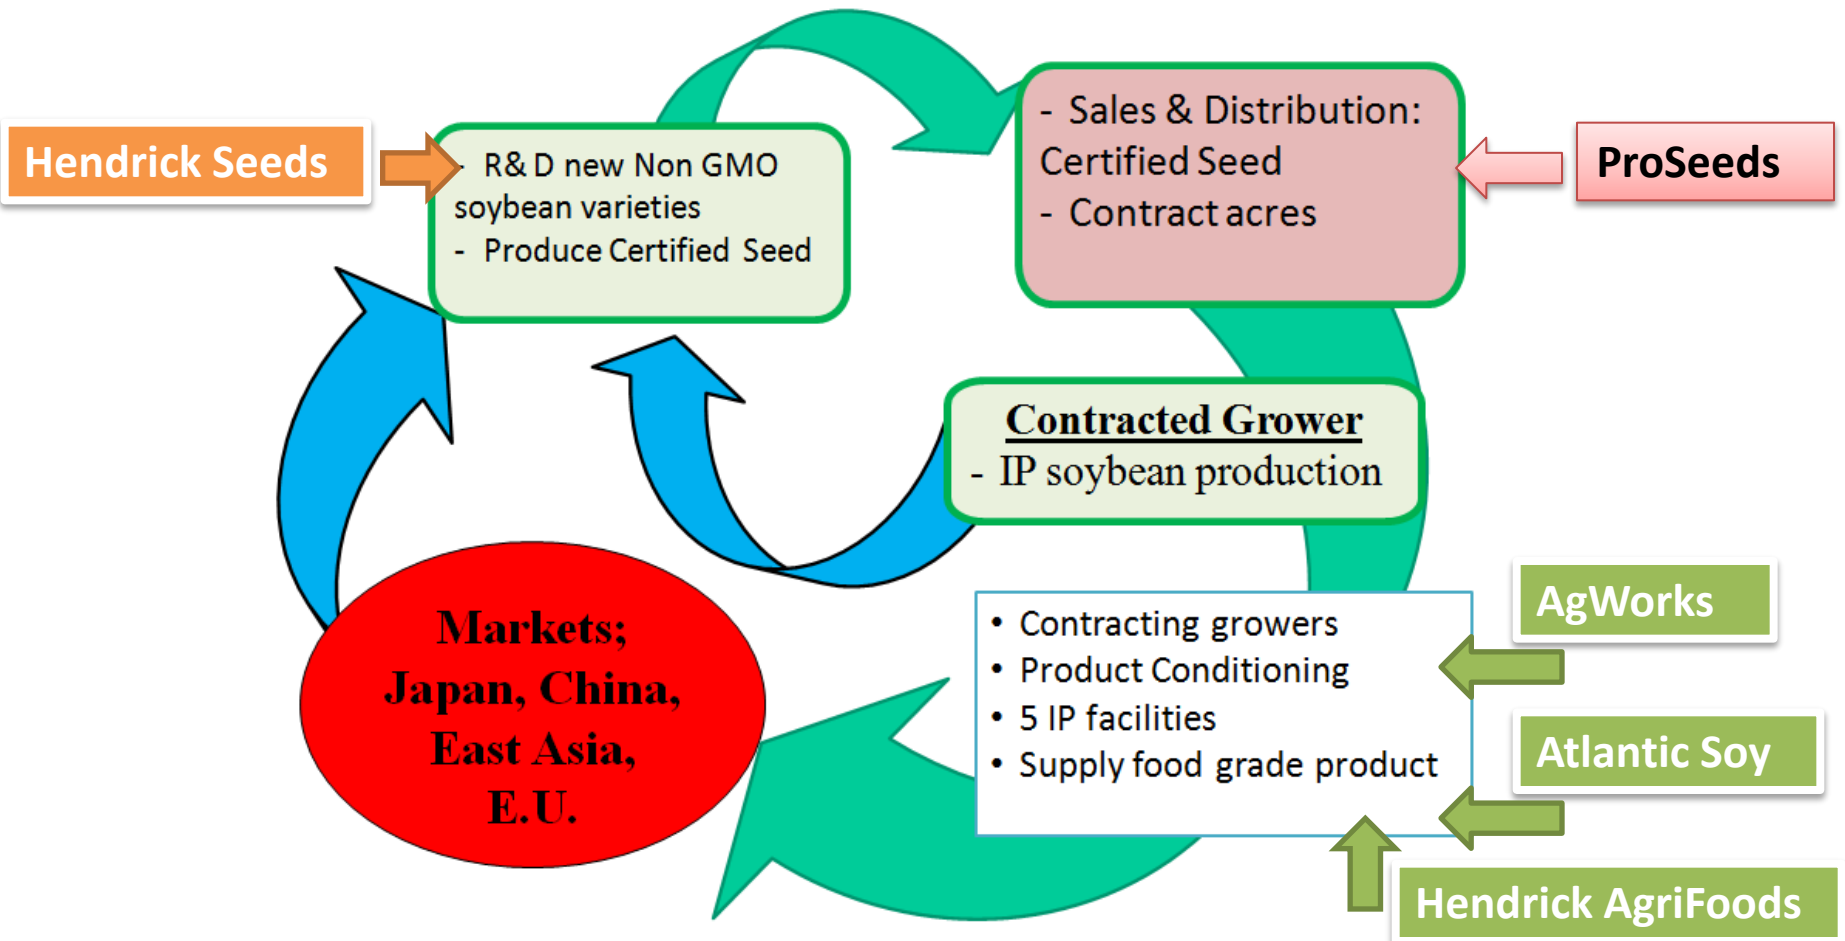 Hendrick Seeds
- R& D new Non GMO
soybean varieties
- Produce Certified Seed
- Sales & Distribution:
Certified Seed
- Contract acres
ProSeeds
Contracted Grower
- IP soybean production
Markets;
Japan, China,
East Asia,
E.U.
• Contracting growers
• Product Conditioning
• 5 IP facilities
• Supply food grade product
AgWorks
Atlantic Soy
Hendrick AgriFoods